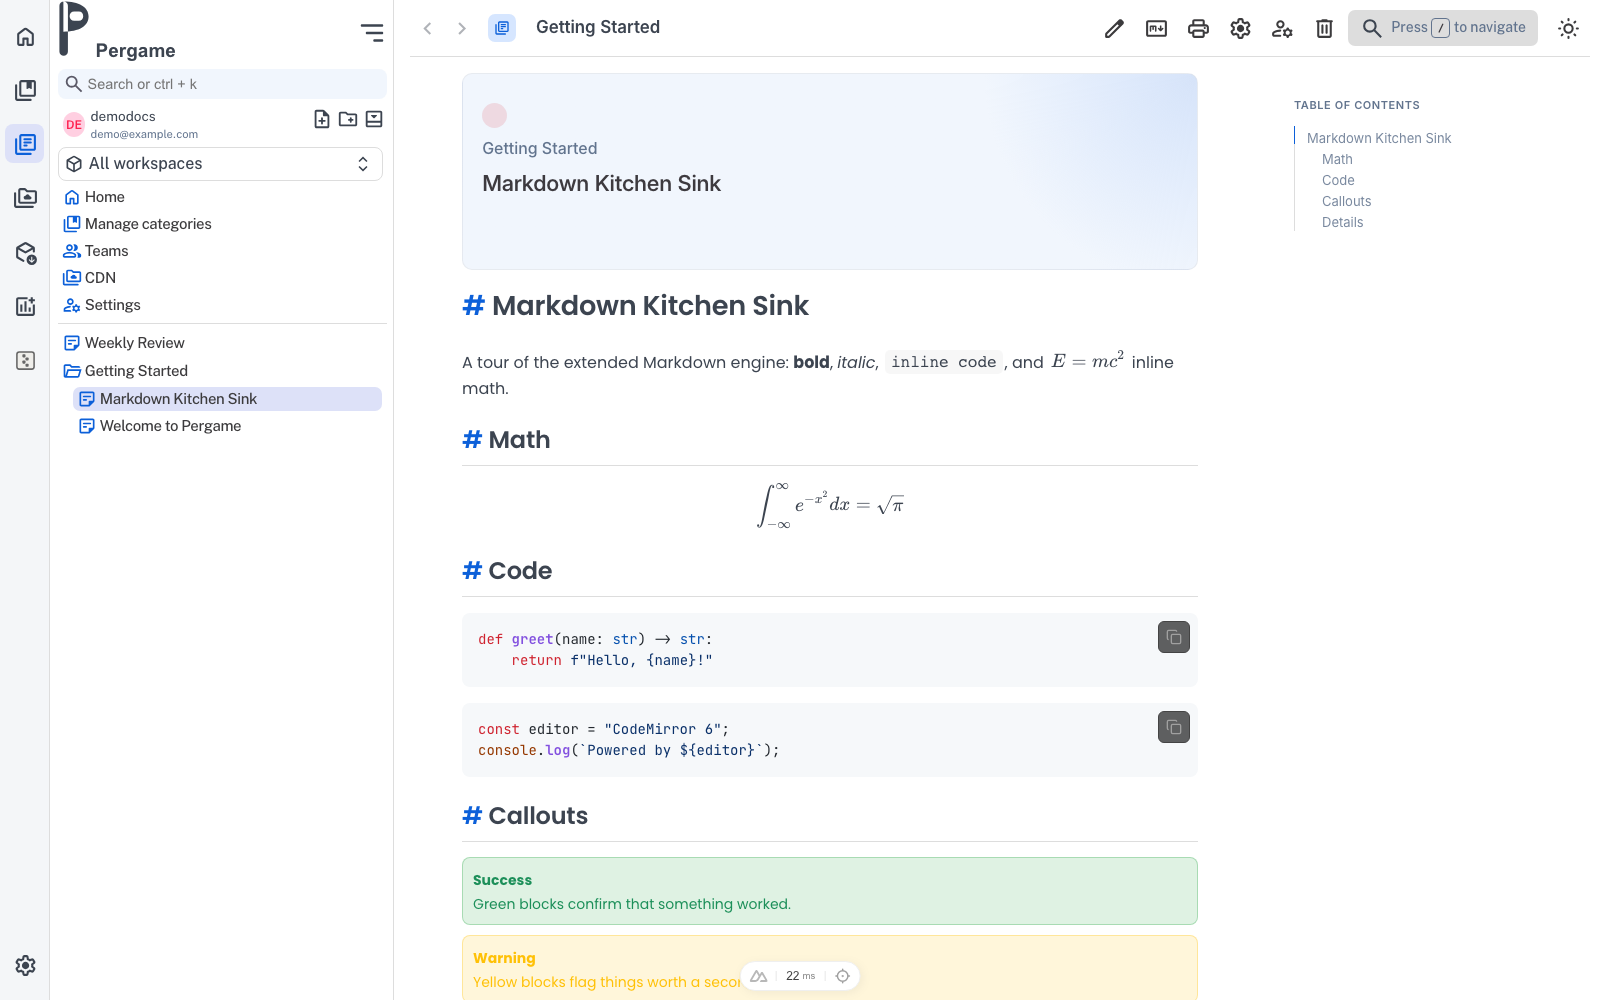 Pergame
Search or ctrl + k
DE
demodocs
demo@example.com
All workspaces
Home
Manage categories
Teams
CDN
Settings
Weekly Review
Getting Started
Markdown Kitchen Sink
Welcome to Pergame
Getting Started
Press / to navigate
Getting Started
Markdown Kitchen Sink
# Markdown Kitchen Sink
A tour of the extended Markdown engine: bold, italic, inline code , and E = mc² inline
math.
# Math
∫_{-∞}^{∞} e^{-x²} dx = √π
# Code
def greet(name: str) -> str:
    return f"Hello, {name}!"
const editor = "CodeMirror 6";
console.log(`Powered by ${editor}`);
# Callouts
Success
Green blocks confirm that something worked.
Warning
Yellow blocks flag things worth a
22 ms
TABLE OF CONTENTS
Markdown Kitchen Sink
Math
Code
Callouts
Details